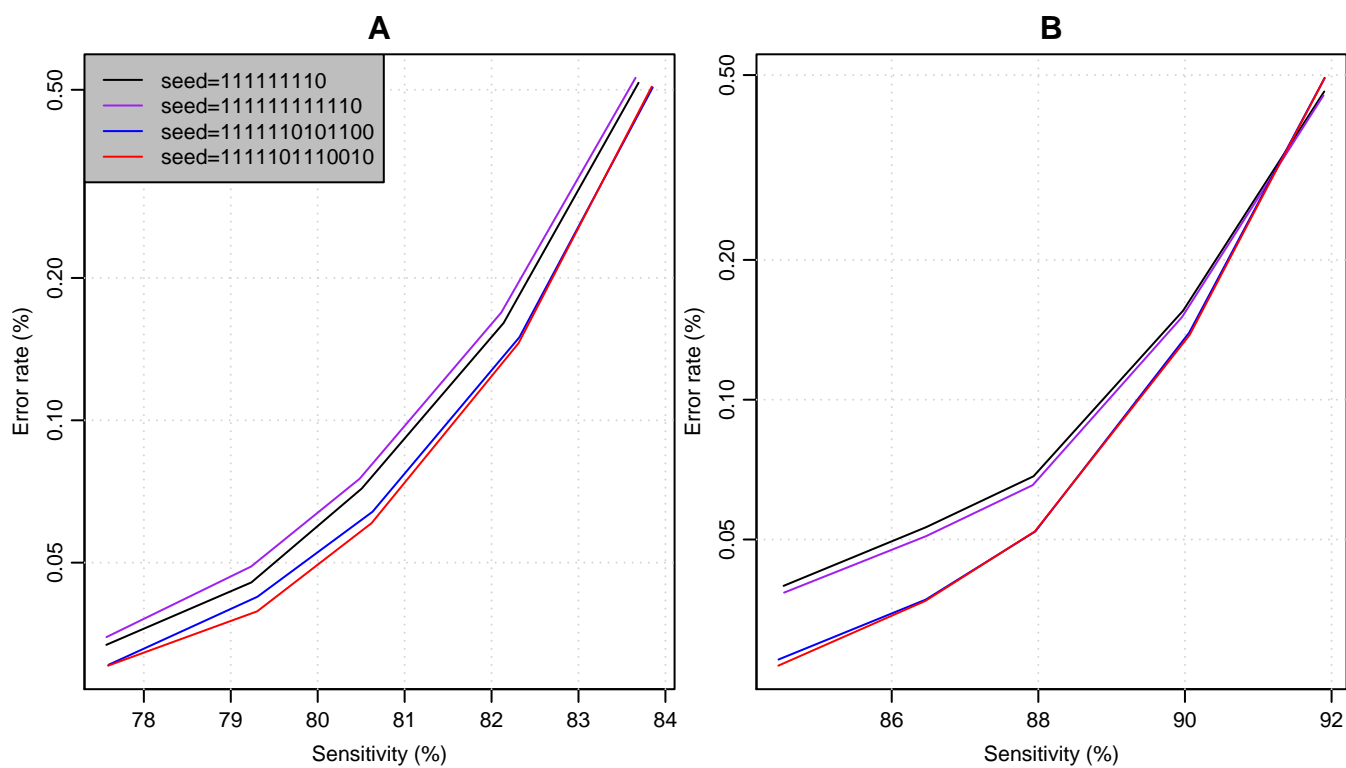 A
seed=111111110
seed=111111111110
seed=1111110101100
seed=1111101110010
0.50
0.20
0.10
0.05
Error rate (%)
78 79 80 81 82 83 84
Sensitivity (%)
B
0.50
0.20
0.10
0.05
Error rate (%)
86 88 90 92
Sensitivity (%)